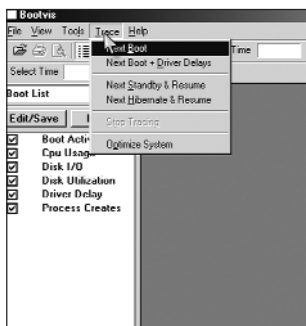 Bootvis
File View Tools Trace Help
Next Boot
Next Boot + Driver Delays
Next Standby & Resume
Next Hibernate & Resume
Stop Tracing
Optimize System
Time
Select Time
Boot List
Edit/Save
Boot Activ
Cpu Usage
Disk I/O
Disk Utilization
Driver Delay
Process Creates